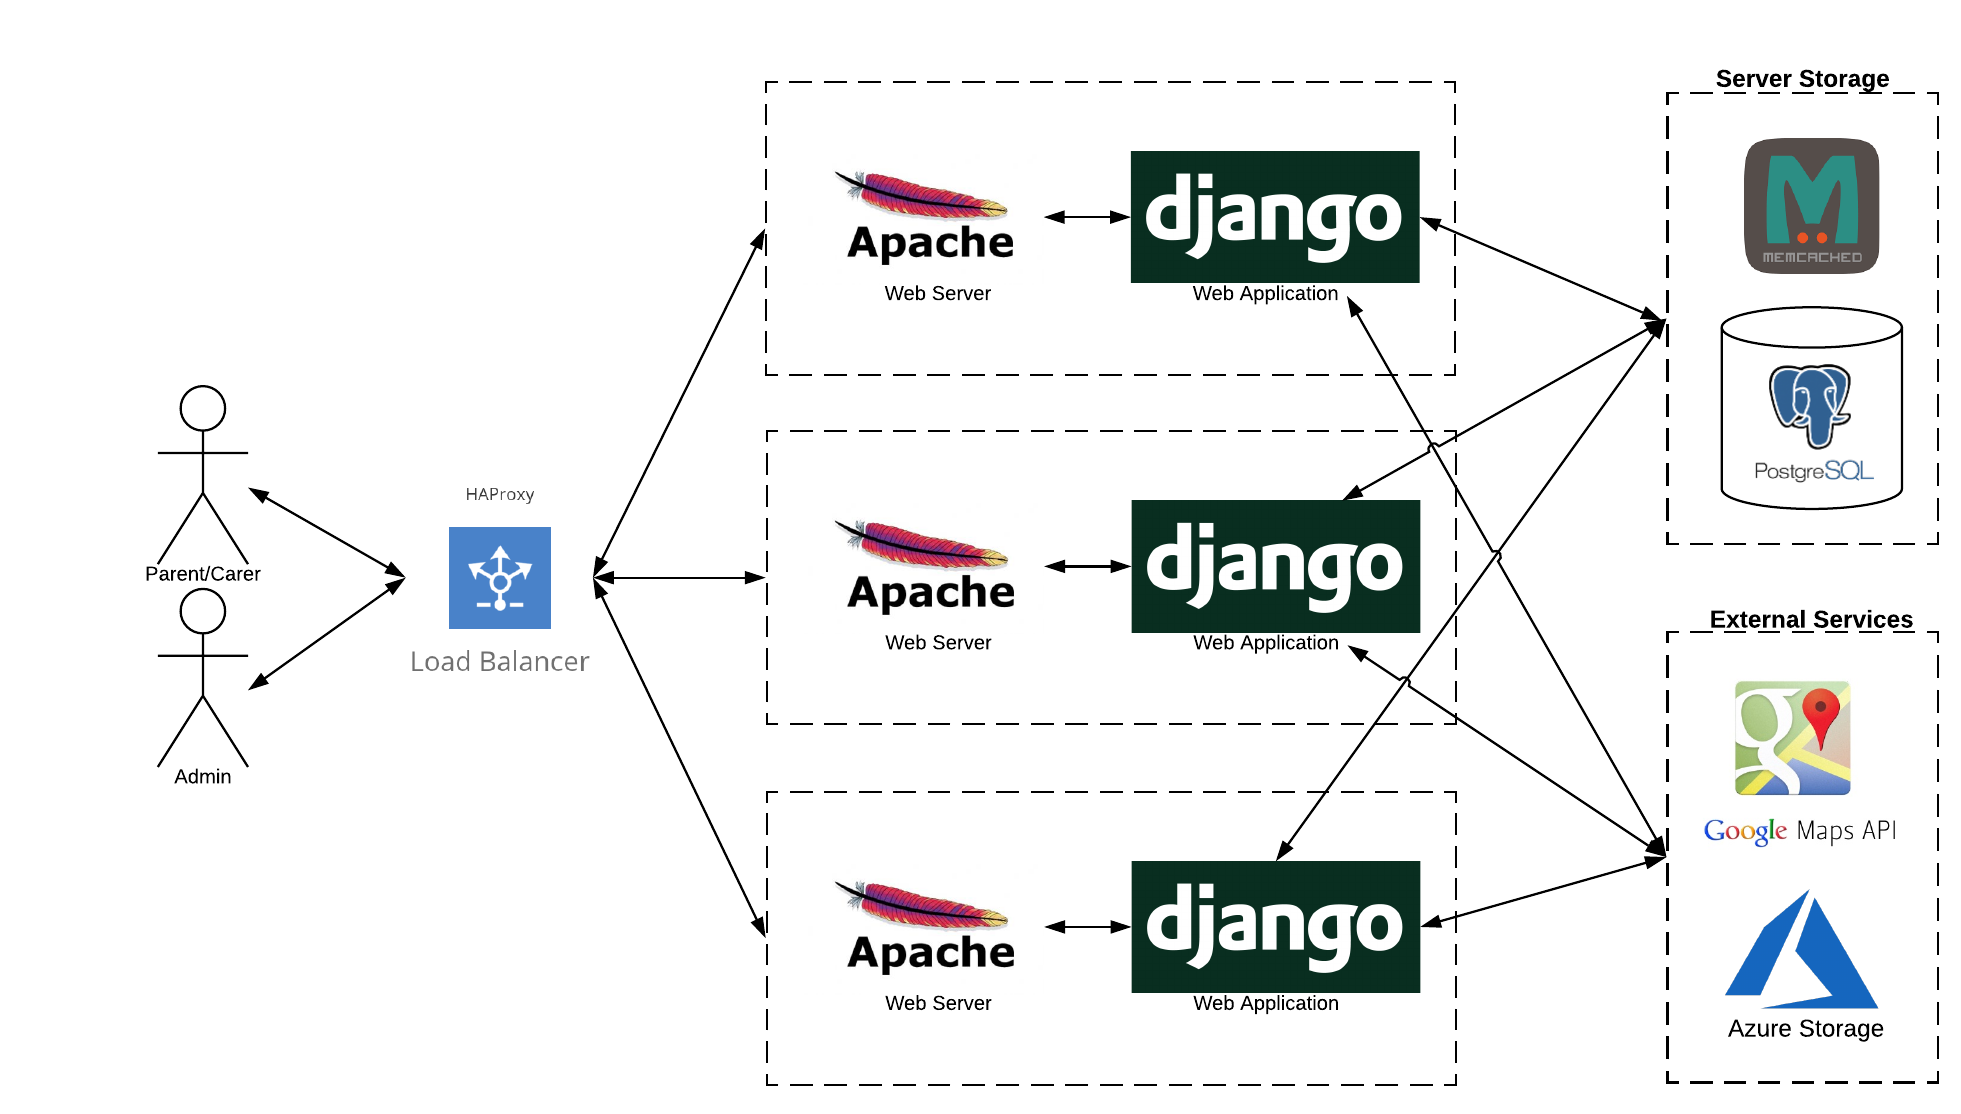 Parent/Carer
Admin
HAProxy
Load Balancer
Apache
Web Server
django
Web Application
Apache
Web Server
django
Web Application
Apache
Web Server
django
Web Application
Server Storage
MEMCACHED
PostgreSQL
External Services
g
Google Maps API
Azure Storage